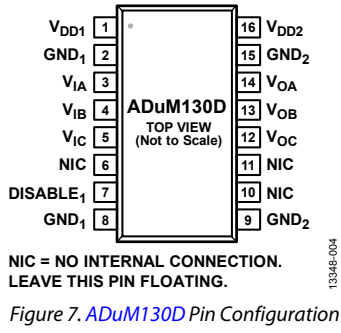 VDD1 1 16 VDD2
GND1 2 15 GND2
VIA 3 14 VOA
VIB 4 ADuM130D 13 VOB
TOP VIEW
(Not to Scale)
VIC 5 12 VOC
NIC 6 11 NIC
DISABLE1 7 10 NIC
GND1 8 9 GND2
NIC = NO INTERNAL CONNECTION.
LEAVE THIS PIN FLOATING.
13348-004
Figure 7. ADuM130D Pin Configuration